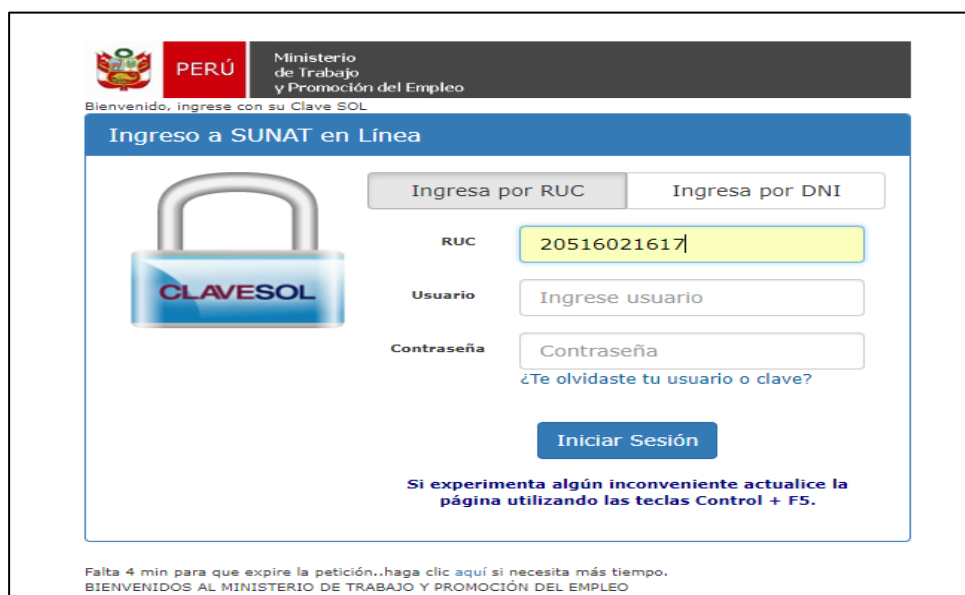 PERÚ
Ministerio
de Trabajo
y Promoción del Empleo
Bienvenido, ingrese con su Clave SOL
Ingreso a SUNAT en Línea
Ingresa por RUC
Ingresa por DNI
RUC
20516021617
CLAVESOL
Usuario
Ingrese usuario
Contraseña
Contraseña
¿Te olvidaste tu usuario o clave?
Iniciar Sesión
Si experimenta algún inconveniente actualice la
página utilizando las teclas Control + F5.
Falta 4 min para que expire la petición..haga clic aquí si necesita más tiempo.
BIENVENIDOS AL MINISTERIO DE TRABAJO Y PROMOCIÓN DEL EMPLEO